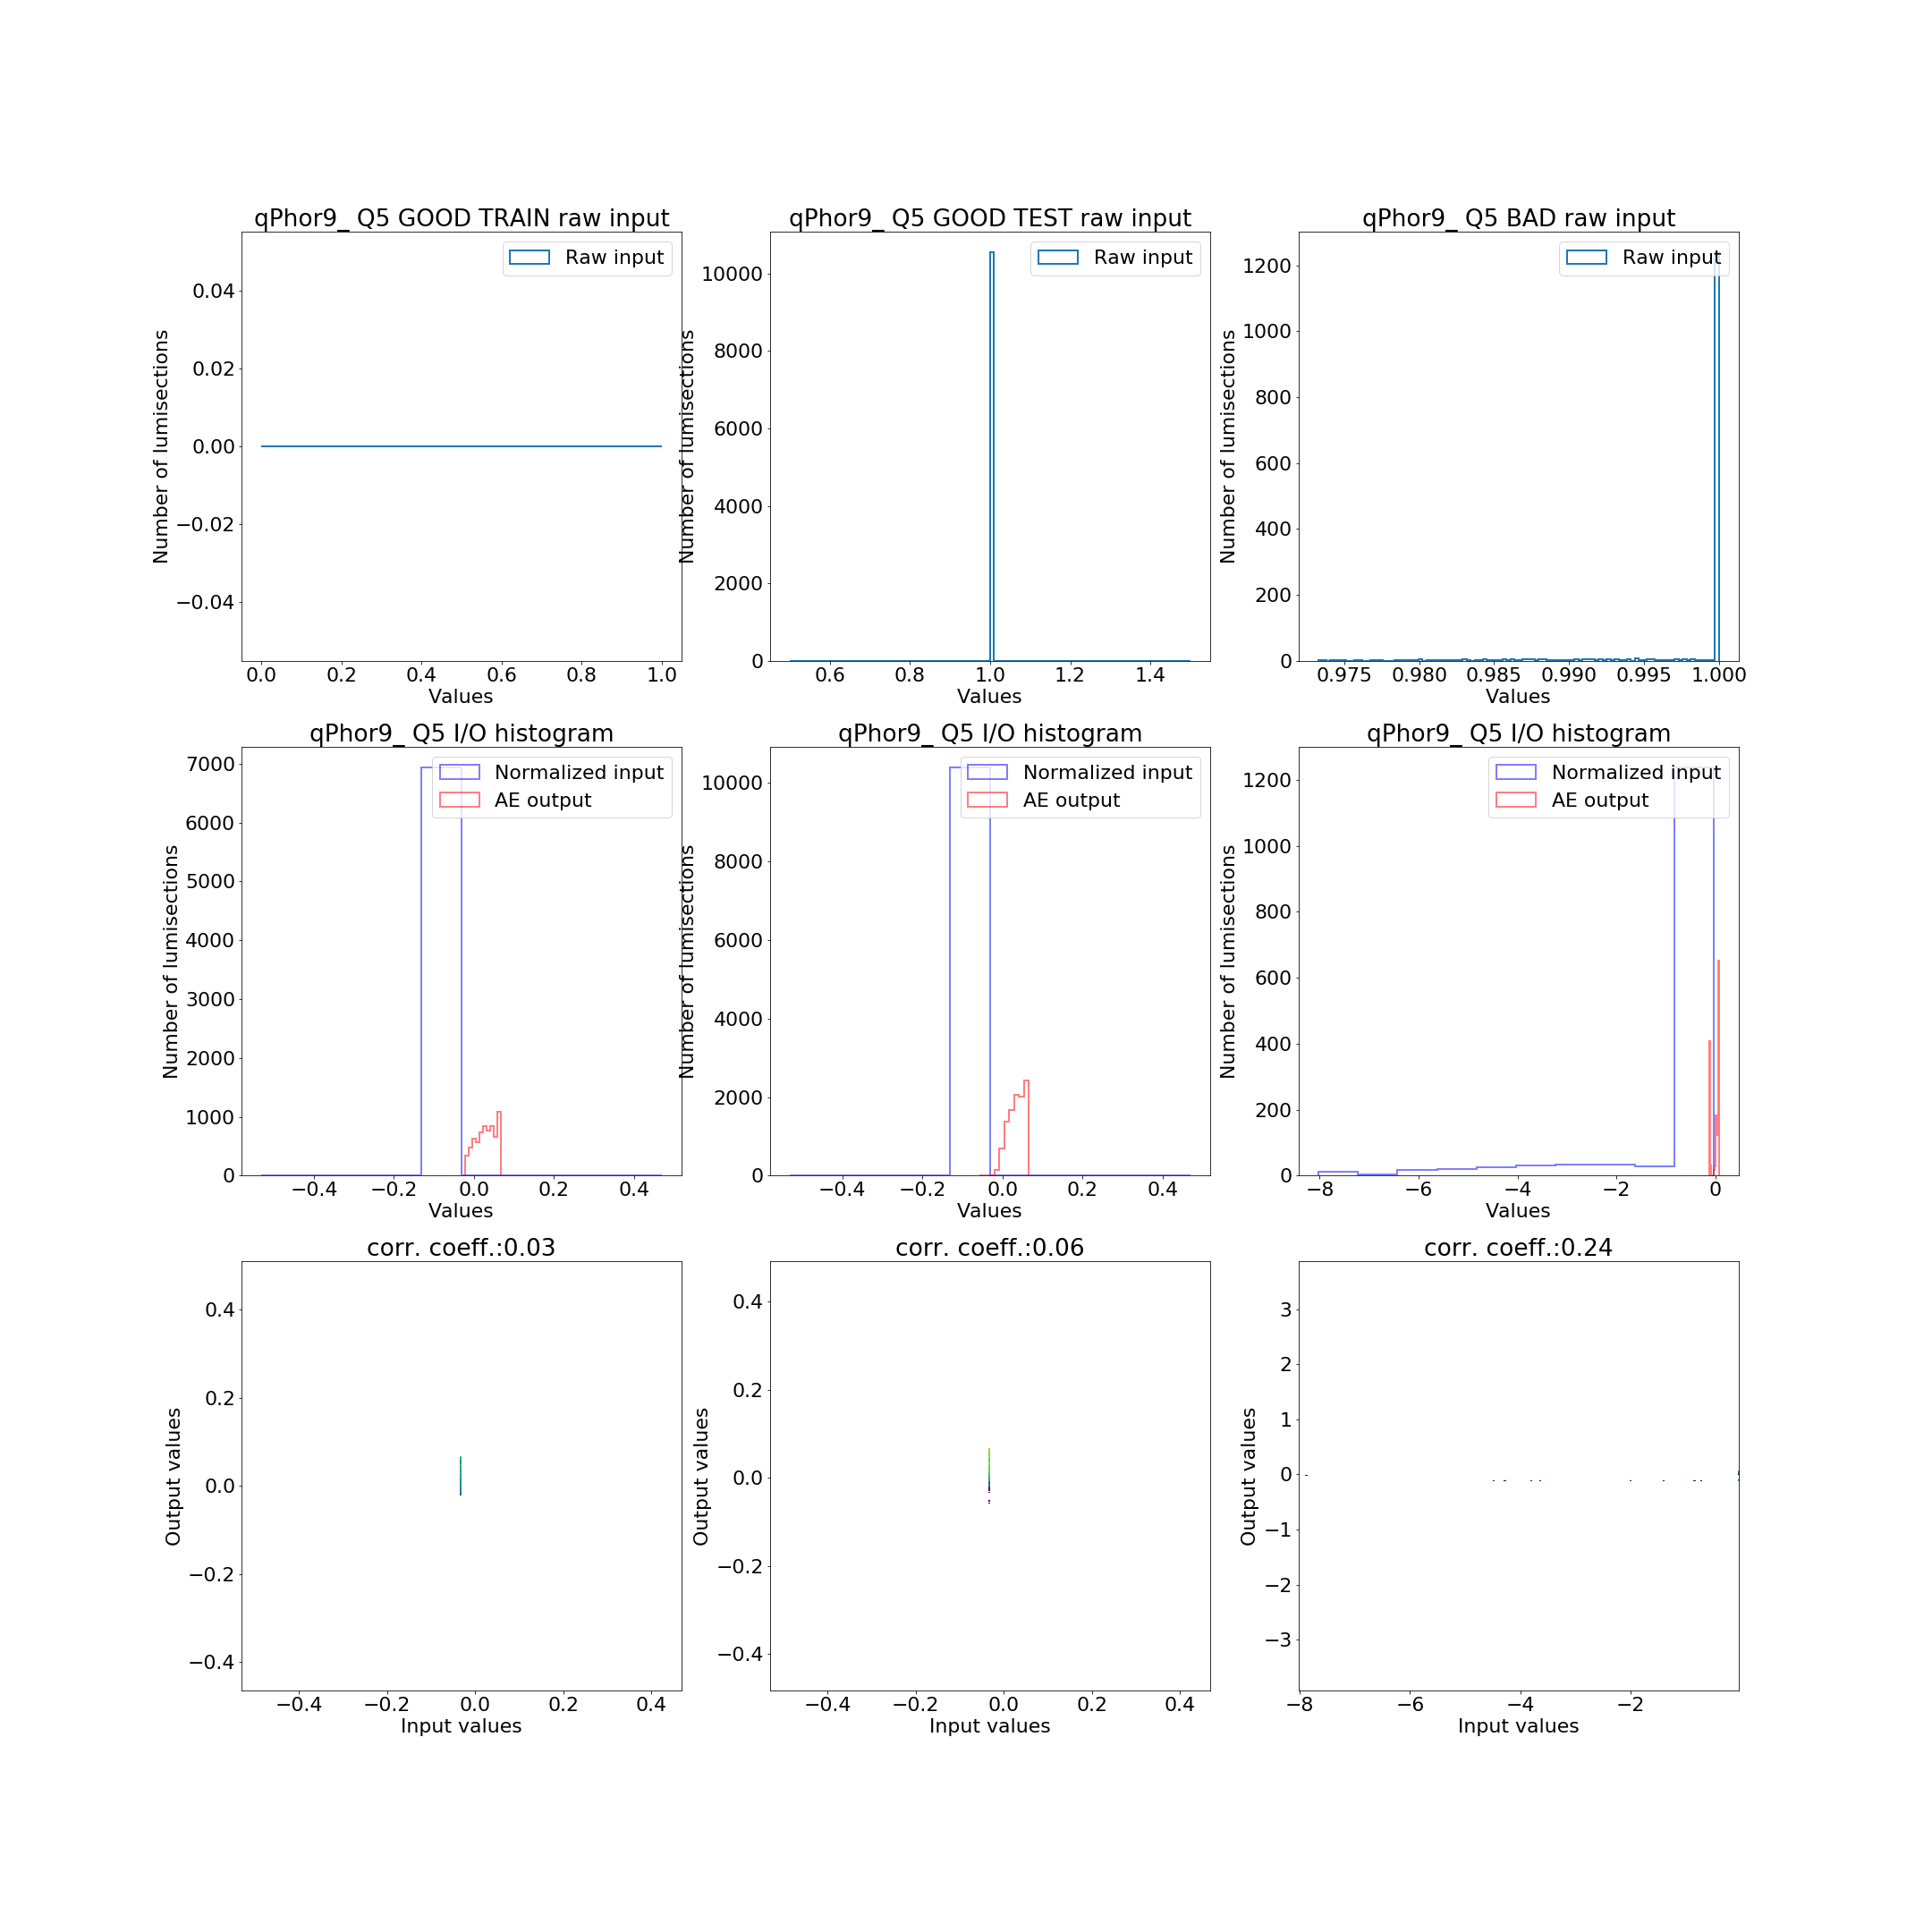 qPhor9_ Q5 GOOD TRAIN raw input
Raw input
Number of lumisections
0.04
0.02
0.00
−0.02
−0.04
0.0 0.2 0.4 0.6 0.8 1.0
Values
qPhor9_ Q5 GOOD TEST raw input
Raw input
Number of lumisections
10000
8000
6000
4000
2000
0
0.6 0.8 1.0 1.2 1.4
Values
qPhor9_ Q5 BAD raw input
Raw input
Number of lumisections
1200
1000
800
600
400
200
0
0.975 0.980 0.985 0.990 0.995 1.000
Values
qPhor9_ Q5 I/O histogram
Normalized input
AE output
Number of lumisections
7000
6000
5000
4000
3000
2000
1000
0
−0.4 −0.2 0.0 0.2 0.4
Values
qPhor9_ Q5 I/O histogram
Normalized input
AE output
Number of lumisections
10000
8000
6000
4000
2000
0
−0.4 −0.2 0.0 0.2 0.4
Values
qPhor9_ Q5 I/O histogram
Normalized input
AE output
Number of lumisections
1200
1000
800
600
400
200
0
−8 −6 −4 −2 0
Values
corr. coeff.:0.03
Output values
0.4
0.2
0.0
−0.2
−0.4
−0.4 −0.2 0.0 0.2 0.4
Input values
corr. coeff.:0.06
Output values
0.4
0.2
0.0
−0.2
−0.4
−0.4 −0.2 0.0 0.2 0.4
Input values
corr. coeff.:0.24
Output values
3
2
1
0
−1
−2
−3
−8 −6 −4 −2
Input values